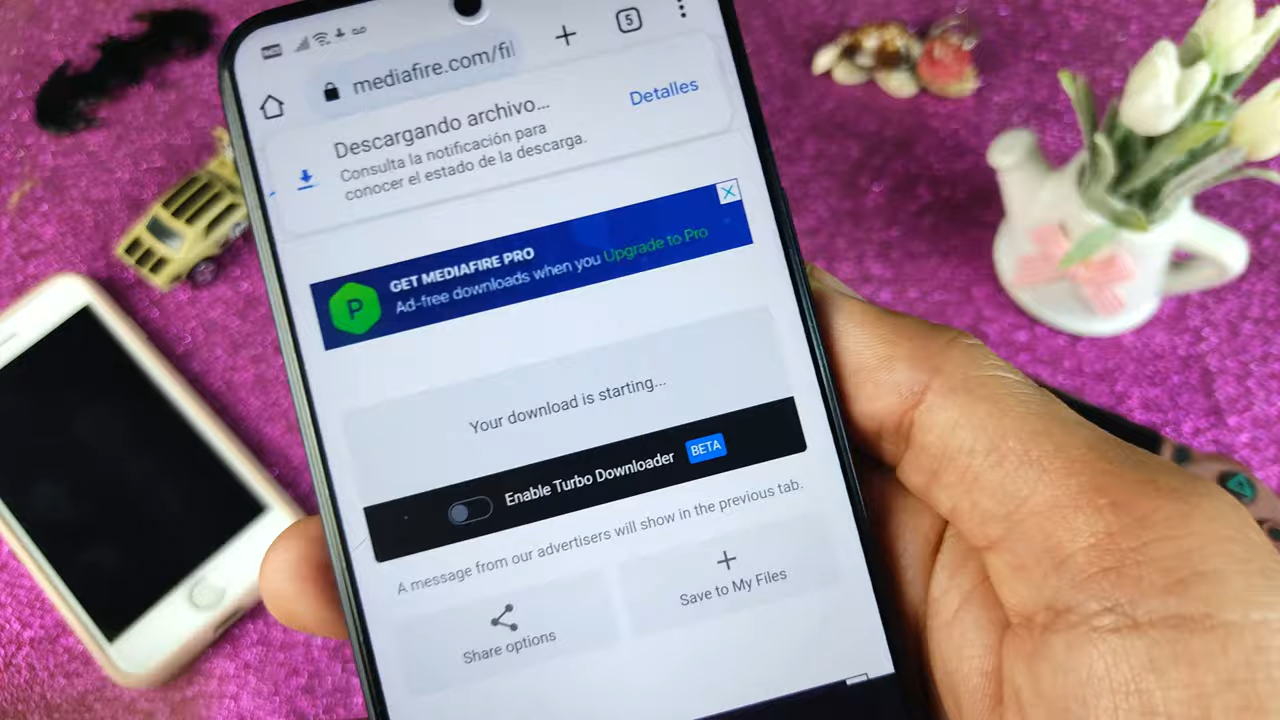 mediafire.com/fil
5
Descargando archivo...
Consulta la notificación para
conocer el estado de la descarga.
Detalles
GET MEDIAFIRE PRO
Ad-free downloads when you Upgrade to Pro
P
Your download is starting...
Enable Turbo Downloader BETA
A message from our advertisers will show in the previous tab.
Share options
Save to My Files